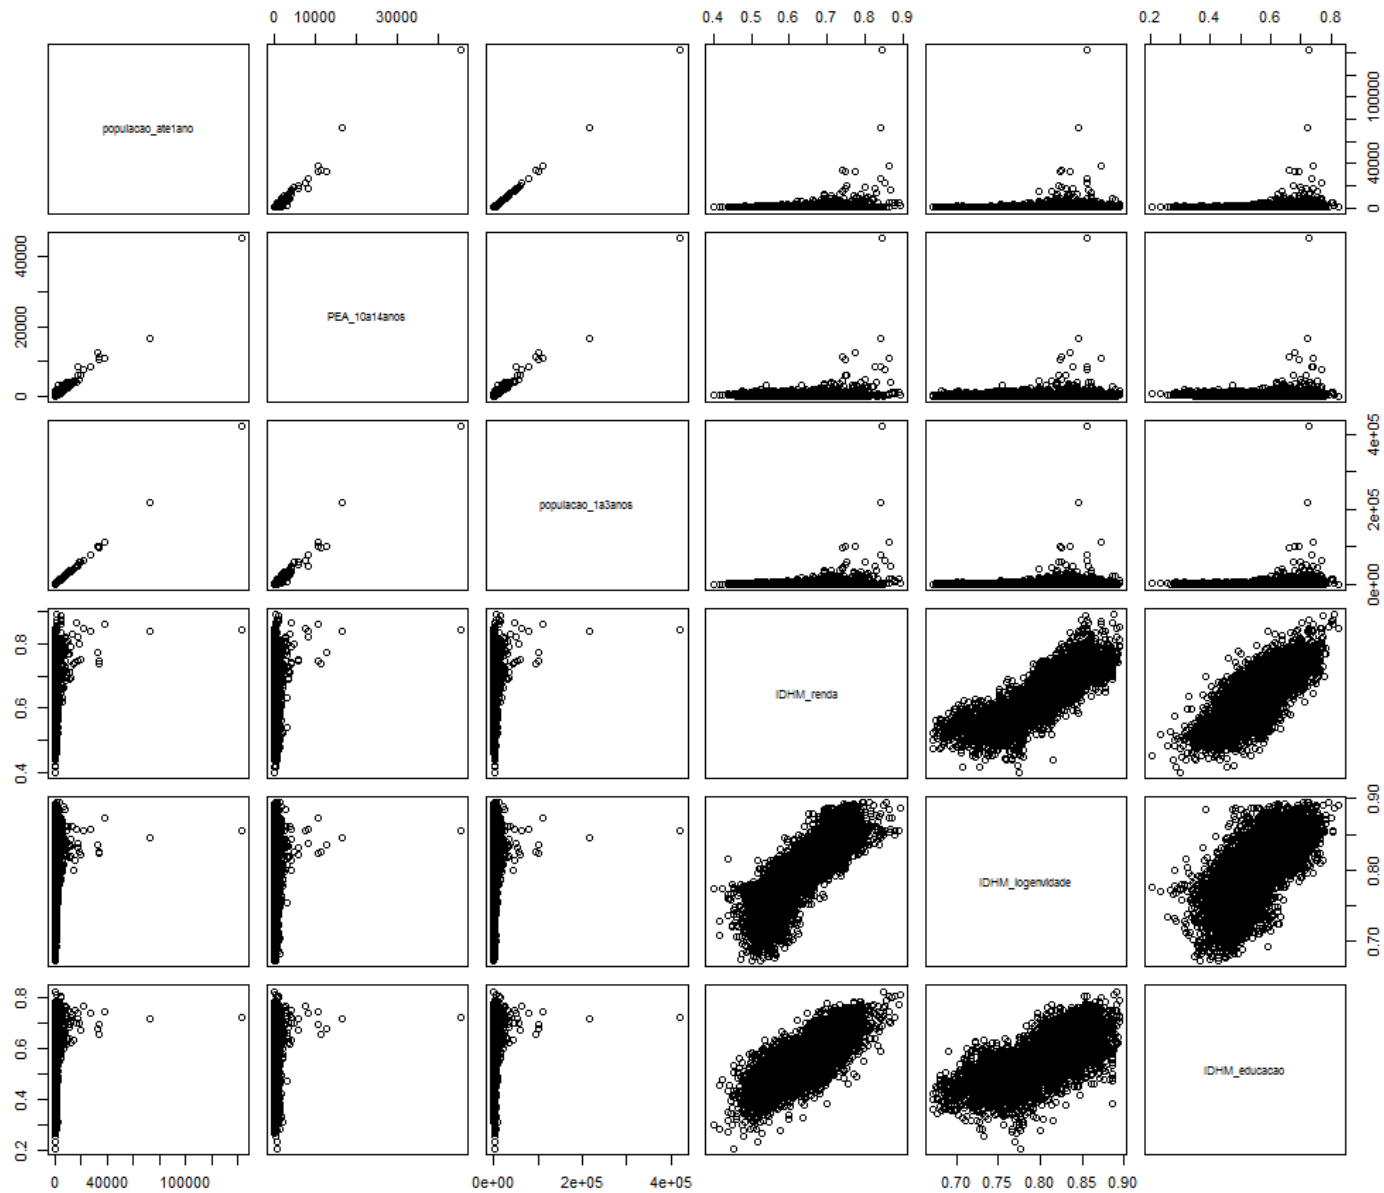 0 10000 30000 0.4 0.5 0.6 0.7 0.8 0.9 0.2 0.4 0.6 0.8
populacao_ate1ano
0 40000 100000
PEA_10a14anos
0 20000 40000
populacao_1a3anos
0e+00 2e+05 4e+05
IDHM_renda
0.4 0.6 0.8
IDHM_logenvidade
0.70 0.80 0.90
IDHM_educacao
0.2 0.4 0.6 0.8
0 40000 100000 0e+00 2e+05 4e+05 0.70 0.75 0.80 0.85 0.90